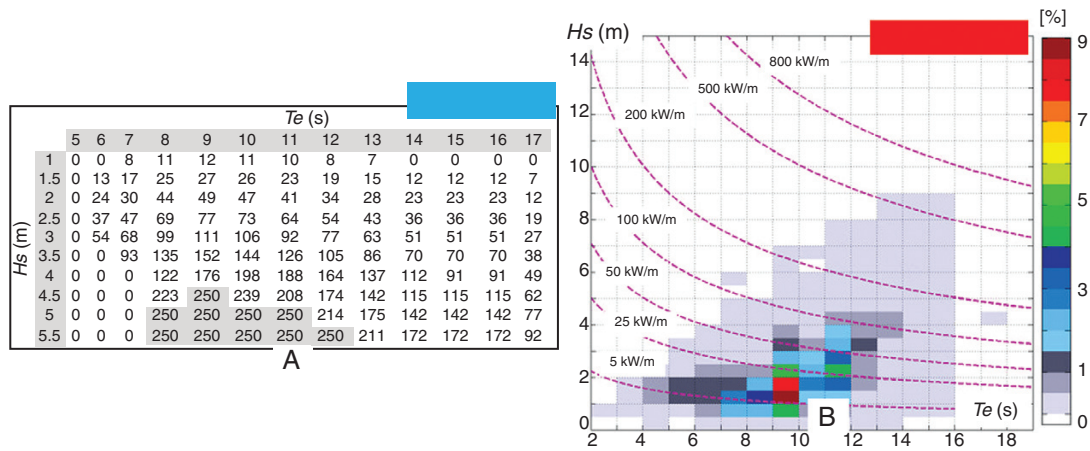 Te (s)
5 6 7 8 9 10 11 12 13 14 15 16 17
1 0 0 8 11 12 11 10 8 7 0 0 0 0
1.5 0 13 17 25 27 26 23 19 15 12 12 12 7
2 0 24 30 44 49 47 41 34 28 23 23 23 12
2.5 0 37 47 69 77 73 64 54 43 36 36 36 19
3 0 54 68 99 111 106 92 77 63 51 51 51 27
3.5 0 0 93 135 152 144 126 105 86 70 70 70 38
4 0 0 0 122 176 198 188 164 137 112 91 91 49
4.5 0 0 0 223 250 239 208 174 142 115 115 115 62
5 0 0 0 250 250 250 250 214 175 142 142 142 77
5.5 0 0 0 250 250 250 250 250 211 172 172 172 92
Hs (m)
A
Hs (m)
[%]
14
12
10
8
6
4
2
0
800 kW/m
500 kW/m
200 kW/m
100 kW/m
50 kW/m
25 kW/m
5 kW/m
B
Te (s)
2 4 6 8 10 12 14 16 18
9
7
5
3
1
0